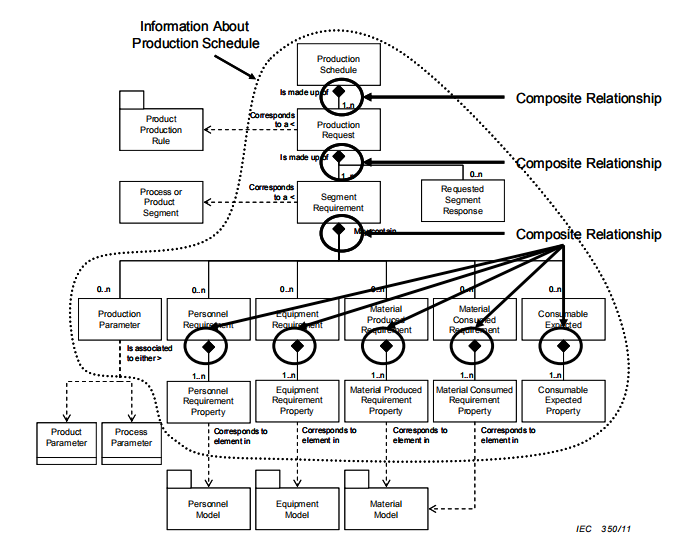 Information About
Production Schedule
Production
Schedule
Is made up of
1..n
Composite Relationship
Product
Production
Rule
Corresponds
to a <
Production
Request
Is made up of
1..n
Composite Relationship
0..n
Process or
Product
Segment
Corresponds
to a <
Segment
Requirement
Requested
Segment
Response
May contain
Composite Relationship
0..n
0..n
0..n
0..n
0..n
0..n
Production
Parameter
Personnel
Requirement
Equipment
Requirement
Material
Produced
Requirement
Material
Consumed
Requirement
Consumable
Expected
Is associated
to either >
1..n
1..n
1..n
1..n
1..n
Personnel
Requirement
Property
Equipment
Requirement
Property
Material Produced
Requirement
Property
Material Consumed
Requirement
Property
Consumable
Expected
Property
Product
Parameter
Process
Parameter
Corresponds to
element in
Corresponds to
element in
Corresponds to
element in
Corresponds to
element in
Personnel
Model
Equipment
Model
Material
Model
IEC 350/11